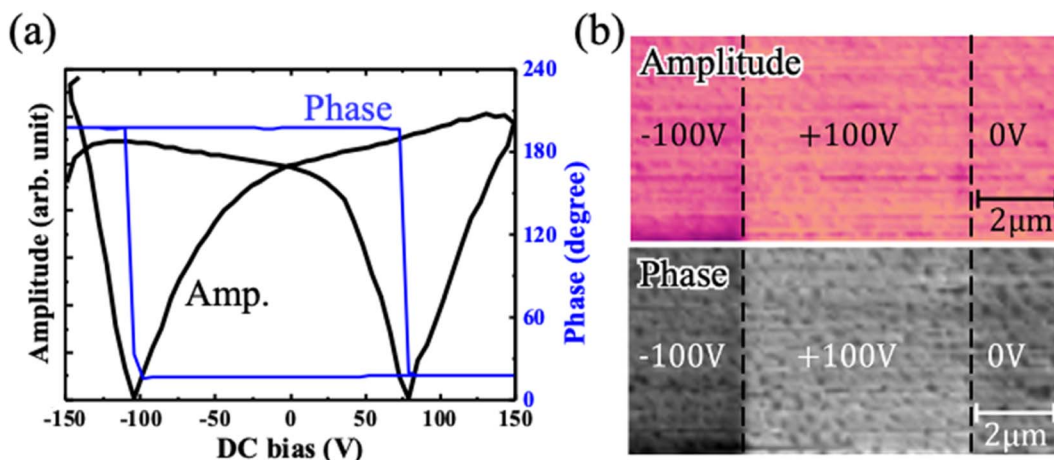 (a)
Amplitude (arb. unit)
Phase
Amp.
240
180
120
60
0
Phase (degree)
-150 -100 -50 0 50 100 150
DC bias (V)
(b)
Amplitude
-100V +100V 0V
2μm
Phase
-100V +100V 0V
2μm